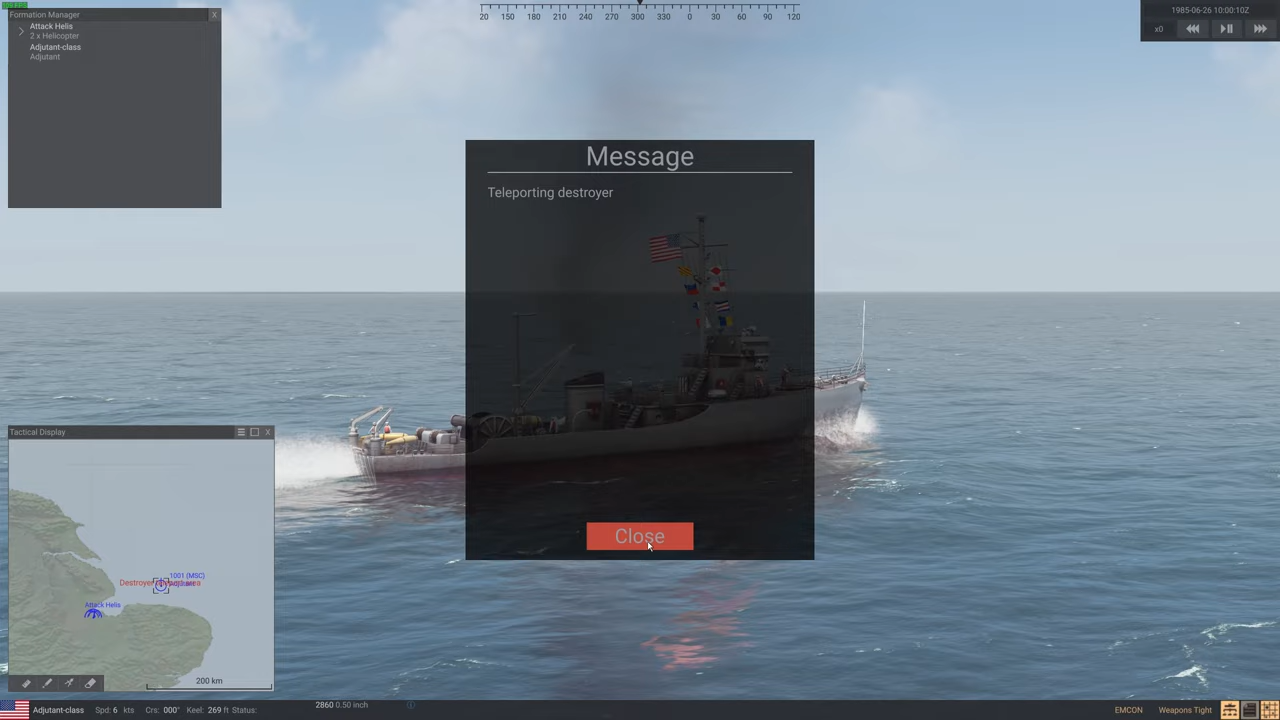 Formation Manager
X
Attack Helis
2 x Helicopter
Adjutant-class
Adjutant
20 150 180 210 240 270 300 330 0 30 60 90 120
1985-06-26 10:00:10Z
x0
Message
Teleporting destroyer
Close
Tactical Display
X
1001 (MSC)
Destroyer
Attack Helis
200 km
Adjutant-class Spd: 6 kts Crs: 000° Keel: 269 ft Status:
2860 0.50 inch
EMCON Weapons Tight